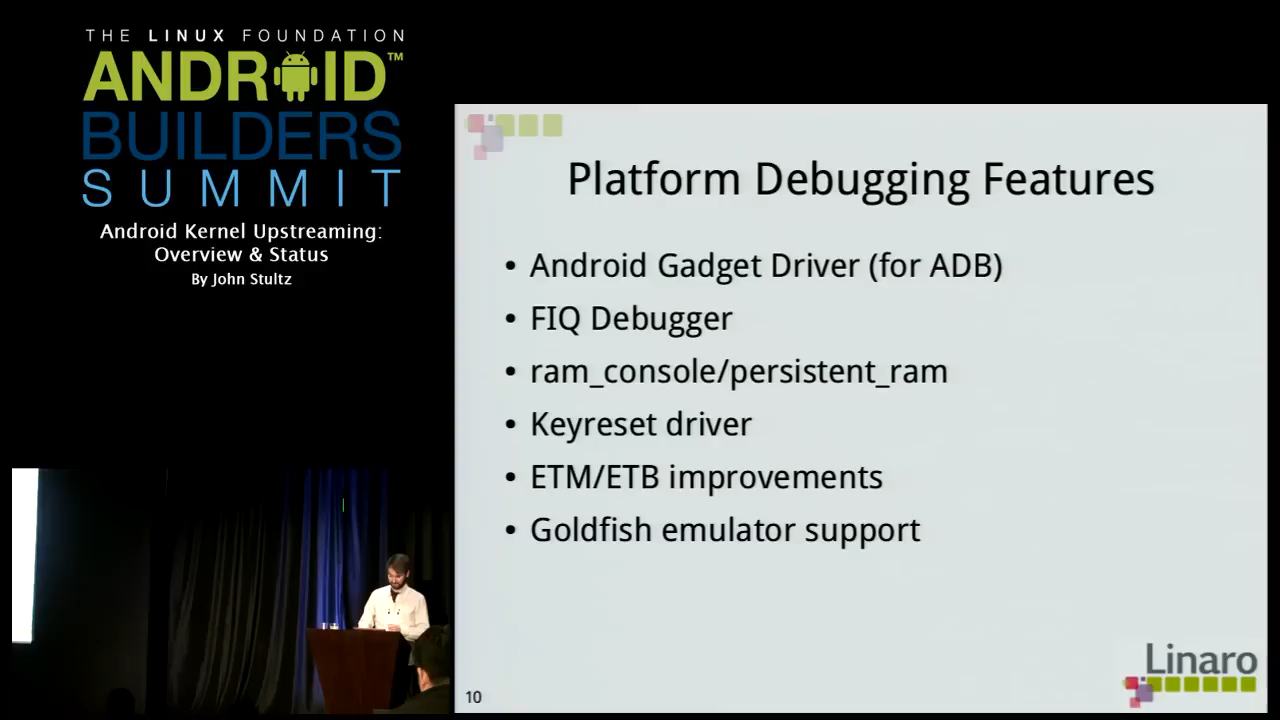 THE LINUX FOUNDATION
ANDROID™
BUILDERS
SUMMIT
Android Kernel Upstreaming:
Overview & Status
By John Stultz
Platform Debugging Features
• Android Gadget Driver (for ADB)
• FIQ Debugger
• ram_console/persistent_ram
• Keyreset driver
• ETM/ETB improvements
• Goldfish emulator support
Linaro
10